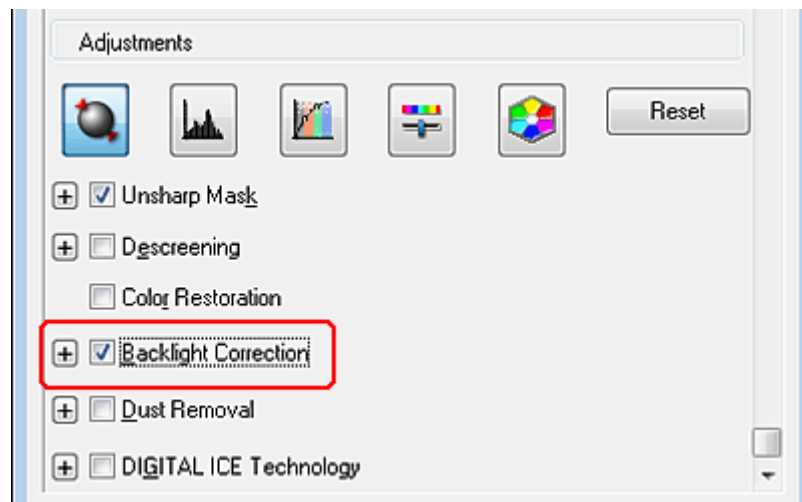 Adjustments
Reset
Unsharp Mask
Descreening
Color Restoration
Backlight Correction
Dust Removal
DIGITAL ICE Technology